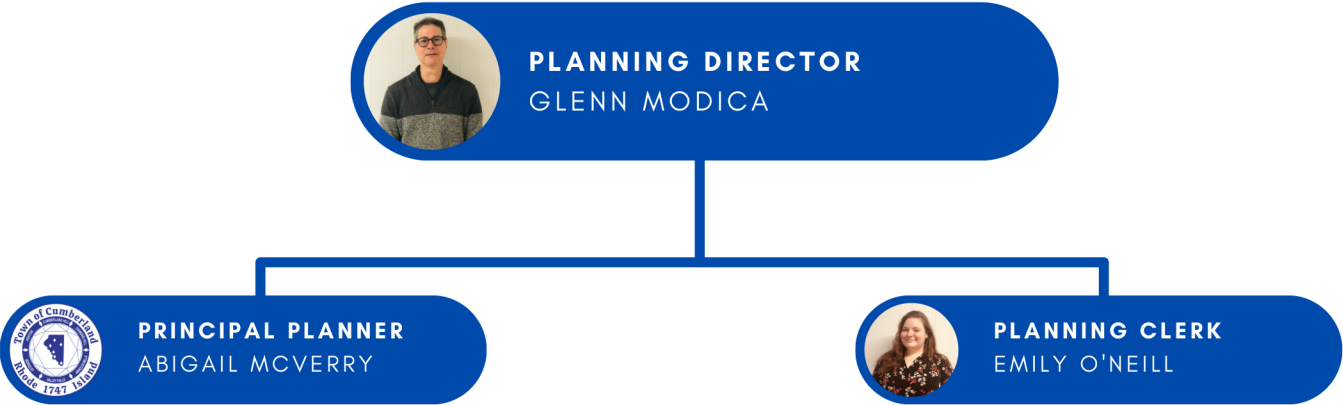 PLANNING DIRECTOR
GLENN MODICA
PRINCIPAL PLANNER
ABIGAIL MCVERRY
Town of Cumberland
Rhode 1747 Island
PLANNING CLERK
EMILY O'NEILL